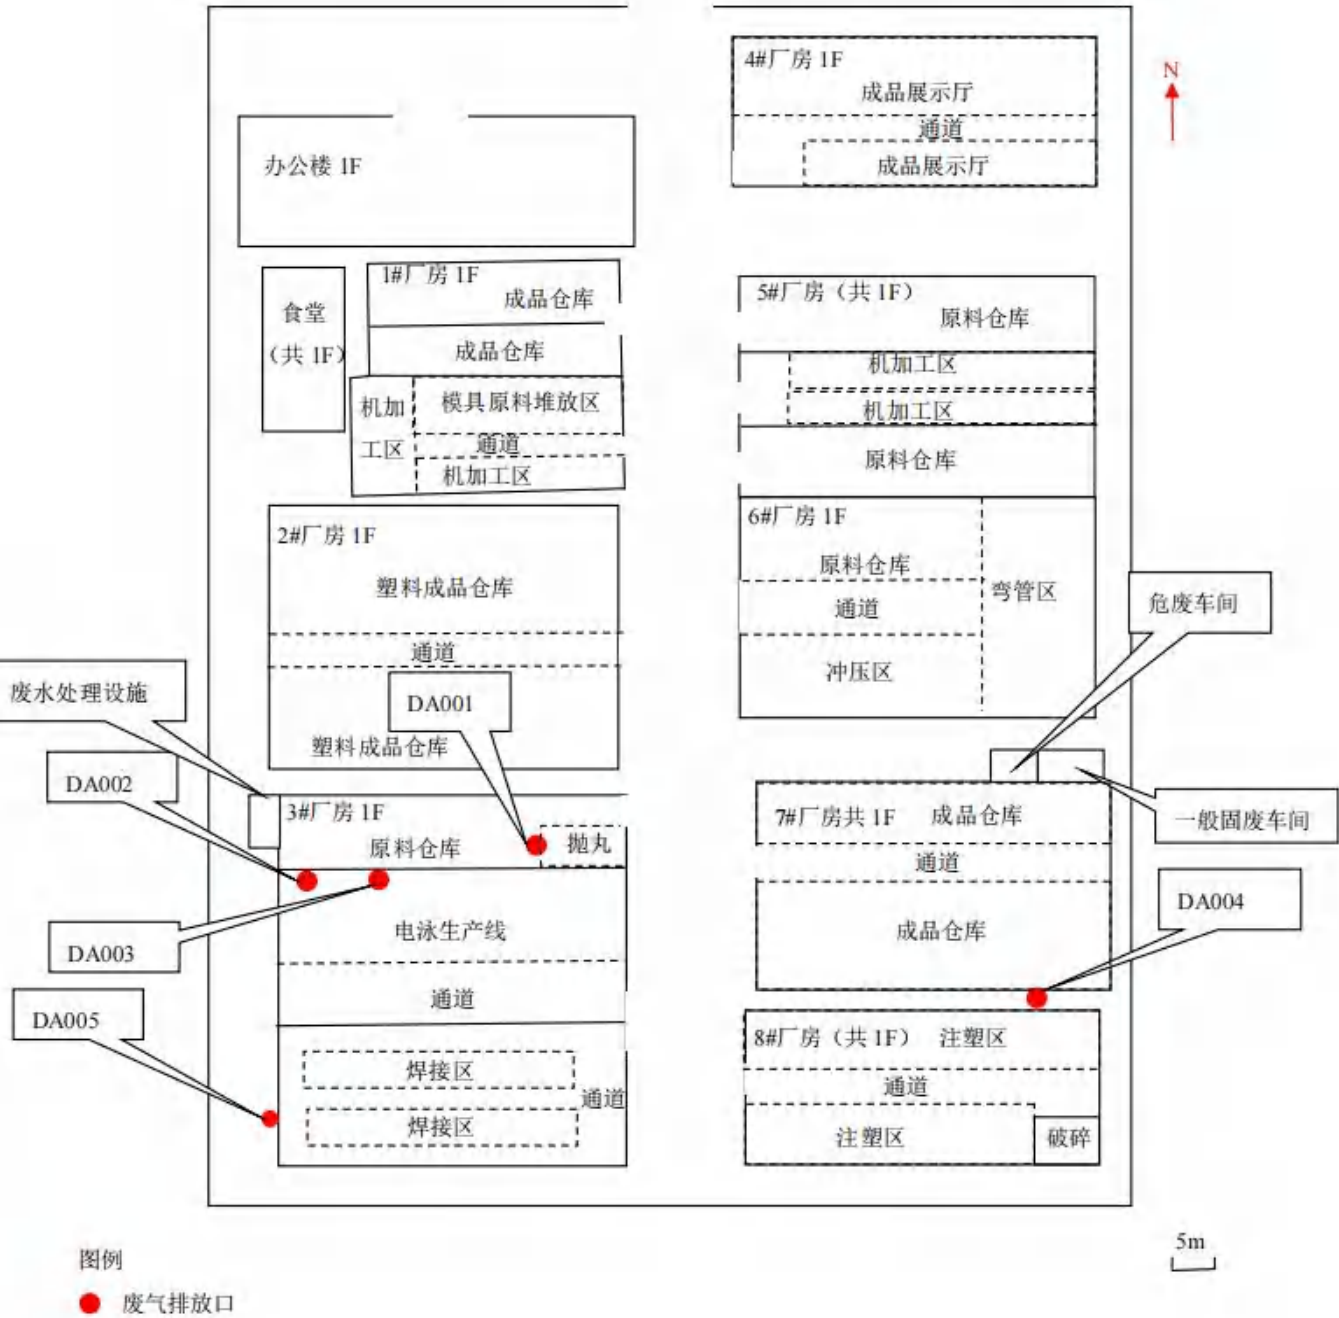 4#厂房 1F
成品展示厅
通道
成品展示厅
N
办公楼 1F
1#厂房 1F
成品仓库
成品仓库
食堂
（共 1F）
机加
工区
模具原料堆放区
通道
机加工区
5#厂房（共 1F）
原料仓库
机加工区
机加工区
原料仓库
2#厂房 1F
塑料成品仓库
通道
塑料成品仓库
6#厂房 1F
原料仓库
通道
冲压区
弯管区
危废车间
废水处理设施
DA001
DA002
3#厂房 1F
原料仓库
抛丸
7#厂房共 1F
成品仓库
通道
成品仓库
一般固废车间
DA004
DA003
电泳生产线
通道
DA005
焊接区
通道
焊接区
8#厂房（共 1F）
注塑区
通道
注塑区
破碎
5m
图例
废气排放口